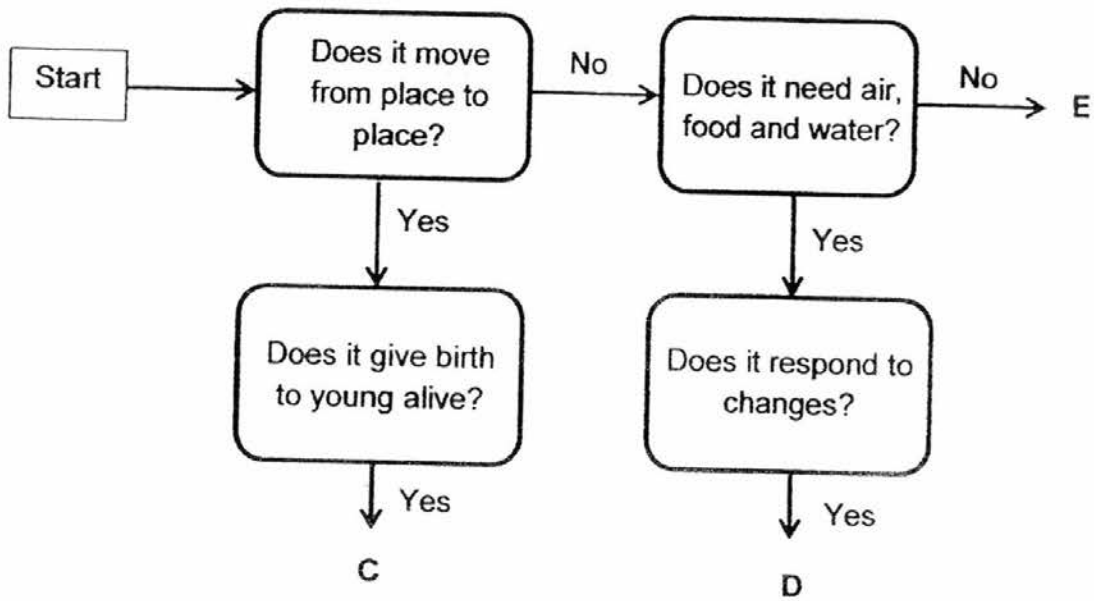 Start
Does it move
from place to
place?
No
Does it need air,
food and water?
No
E
Yes
Yes
Does it give birth
to young alive?
Does it respond to
changes?
Yes
Yes
C
D